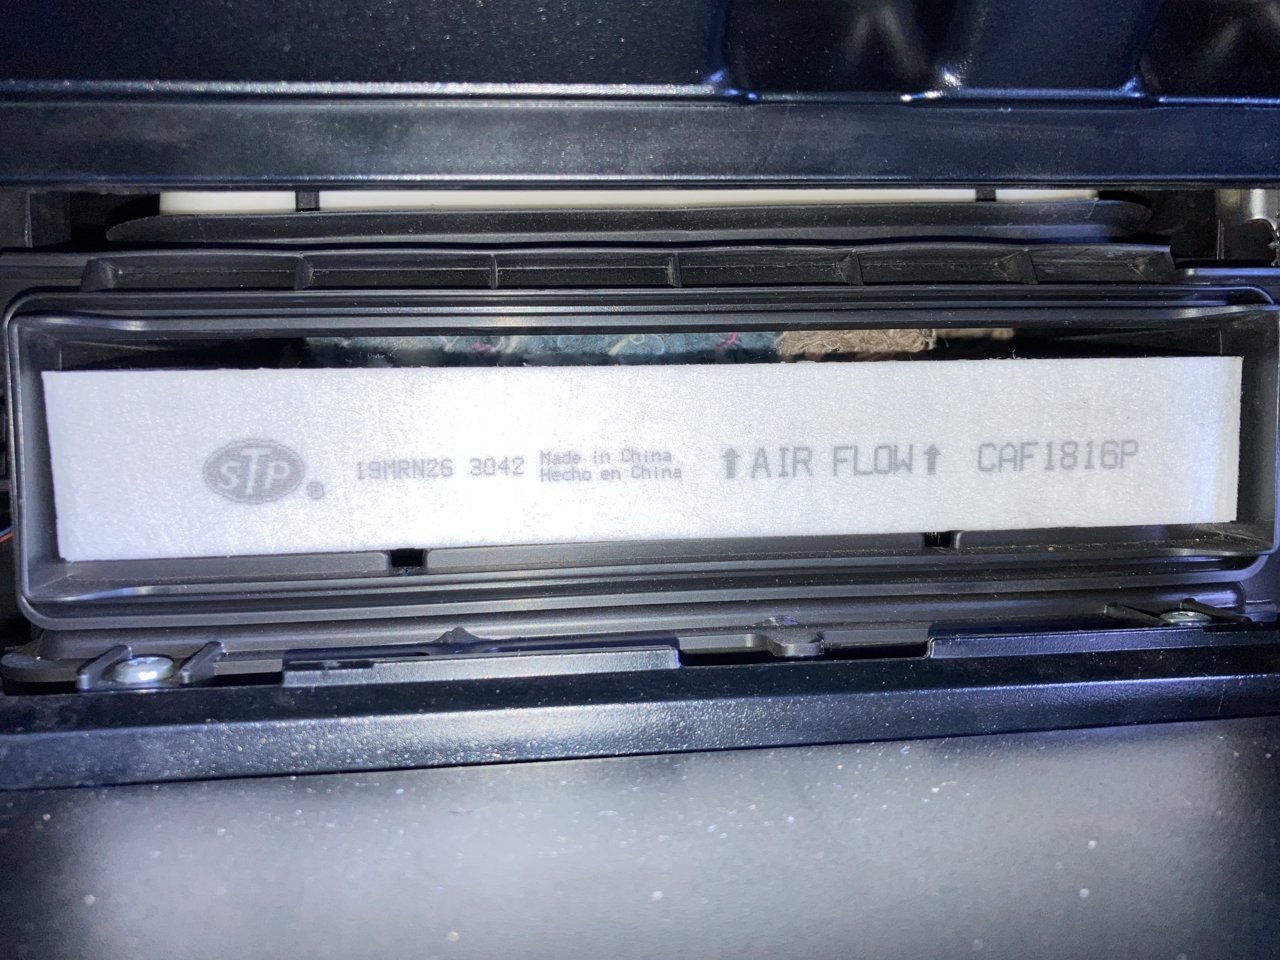 STP®
19MRN26 3042
Made in China
Hecho en China
↑AIR FLOW↑
CAF1816P